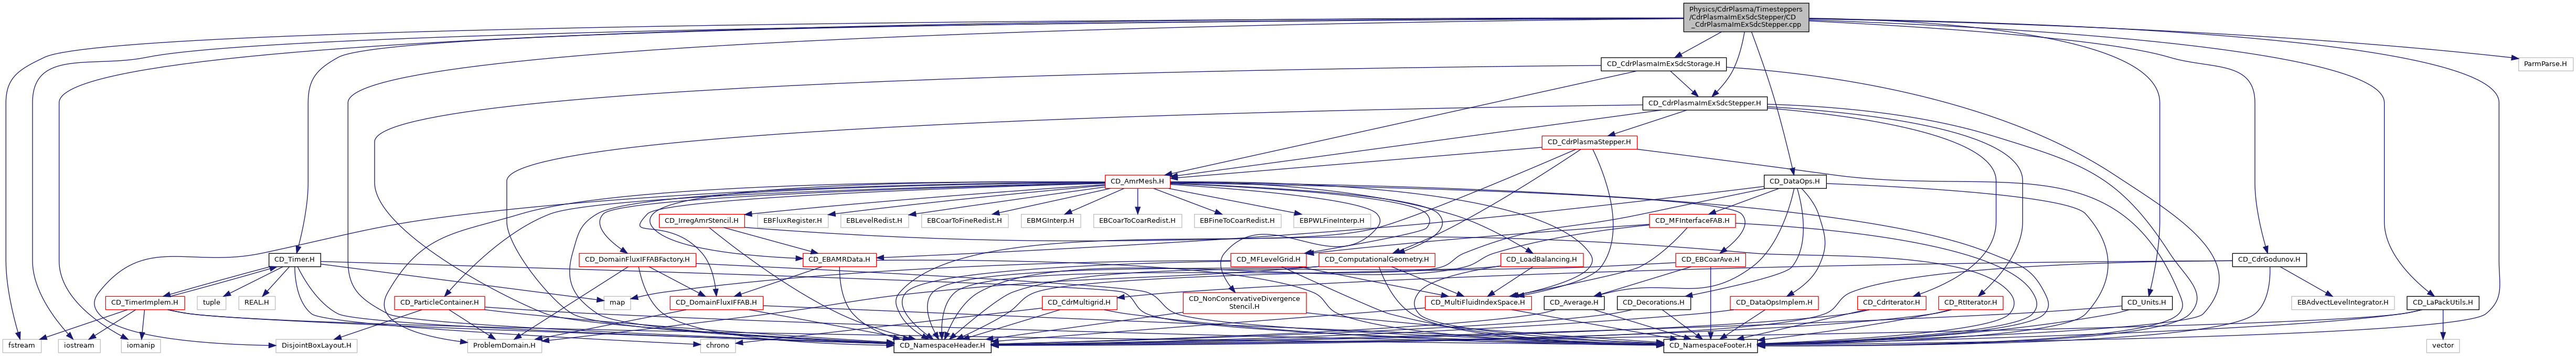 Physics/CdrPlasma/Timesteppers
/CdrPlasmaImExSdcStepper/CD
_CdrPlasmaImExSdcStepper.cpp
CD_CdrPlasmaImExSdcStorage.H
ParmParse.H
CD_CdrPlasmaImExSdcStepper.H
CD_CdrPlasmaStepper.H
CD_AmrMesh.H
CD_DataOps.H
CD_IrregAmrStencil.H
EBFluxRegister.H
EBLevelRedist.H
EBCoarToFineRedist.H
EBMGInterp.H
EBCoarToCoarRedist.H
EBFineToCoarRedist.H
EBPWLFineInterp.H
CD_MFInterfaceFAB.H
CD_Timer.H
CD_DomainFluxIFFABFactory.H
CD_EBAMRData.H
CD_MFLevelGrid.H
CD_ComputationalGeometry.H
CD_LoadBalancing.H
CD_EBCoarAve.H
CD_CdrGodunov.H
CD_TimerImplem.H
tuple
REAL.H
CD_ParticleContainer.H
map
CD_DomainFluxIFFAB.H
CD_CdrMultigrid.H
CD_NonConservativeDivergence
Stencil.H
CD_MultiFluidIndexSpace.H
CD_Average.H
CD_Decorations.H
CD_DataOpsImplem.H
CD_CdrIterator.H
CD_RtIterator.H
CD_Units.H
EBAdvectLevelIntegrator.H
CD_LaPackUtils.H
fstream
iostream
iomanip
DisjointBoxLayout.H
ProblemDomain.H
chrono
CD_NamespaceHeader.H
CD_NamespaceFooter.H
vector